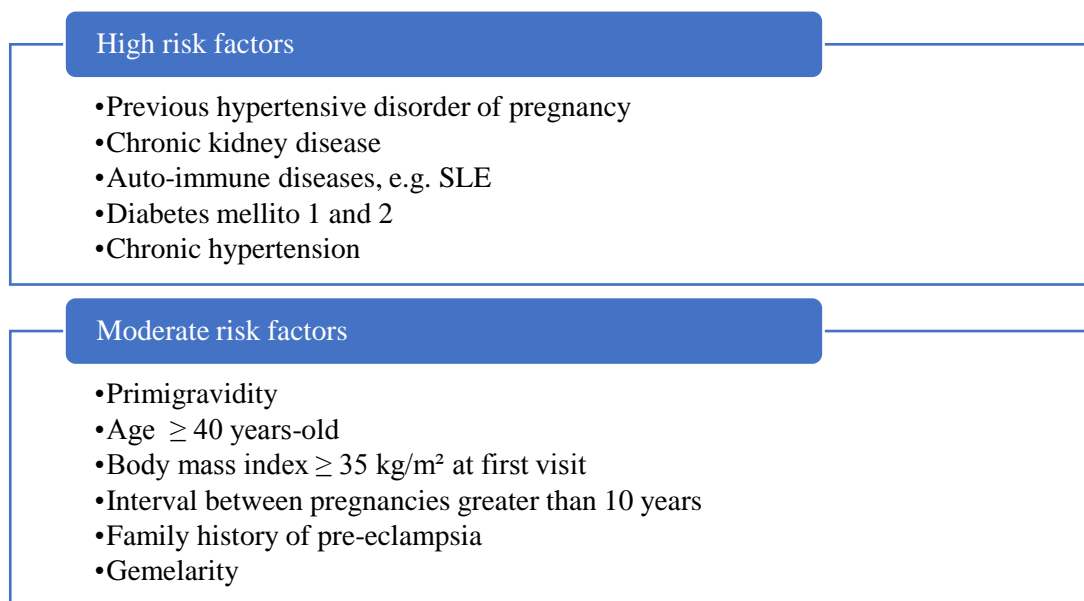 High risk factors
•Previous hypertensive disorder of pregnancy
•Chronic kidney disease
•Auto-immune diseases, e.g. SLE
•Diabetes mellito 1 and 2
•Chronic hypertension
Moderate risk factors
•Primigravidity
•Age ≥ 40 years-old
•Body mass index ≥ 35 kg/m² at first visit
•Interval between pregnancies greater than 10 years
•Family history of pre-eclampsia
•Gemelarity